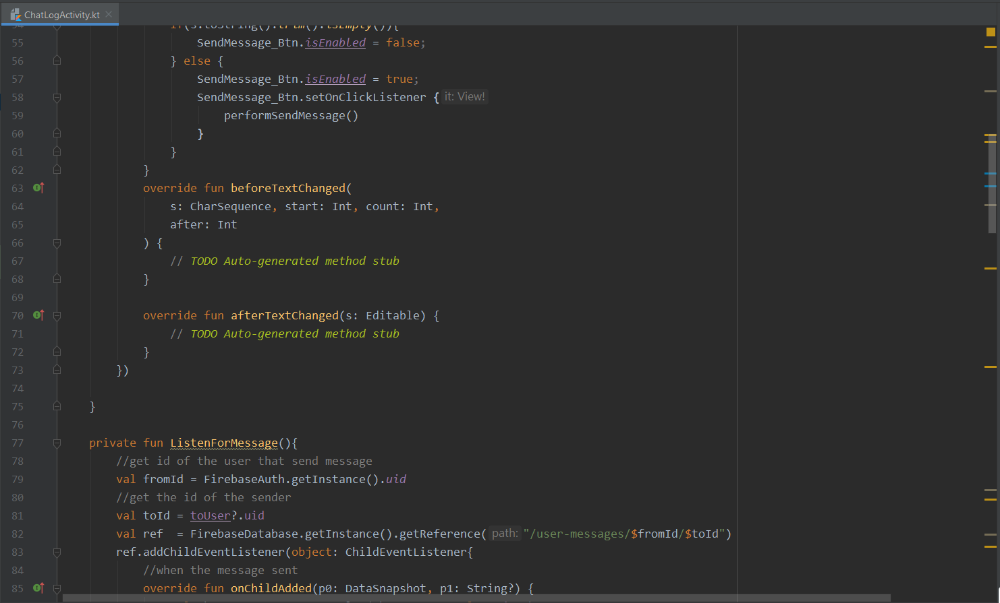 ChatLogActivity.kt
54 if(s.toString().trim().isEmpty()){
55 SendMessage_Btn.isEnabled = false;
56 } else {
57 SendMessage_Btn.isEnabled = true;
58 SendMessage_Btn.setOnClickListener { it: View!
59 performSendMessage()
60 }
61 }
62 }
63 override fun beforeTextChanged(
64 s: CharSequence, start: Int, count: Int,
65 after: Int
66 ) {
67 // TODO Auto-generated method stub
68 }
69
70 override fun afterTextChanged(s: Editable) {
71 // TODO Auto-generated method stub
72 }
73 })
74
75 }
76
77 private fun ListenForMessage(){
78 //get id of the user that send message
79 val fromId = FirebaseAuth.getInstance().uid
80 //get the id of the sender
81 val toId = toUser?.uid
82 val ref  = FirebaseDatabase.getInstance().getReference( path: "/user-messages/$fromId/$toId")
83 ref.addChildEventListener(object: ChildEventListener{
84 //when the message sent
85 override fun onChildAdded(p0: DataSnapshot, p1: String?) {